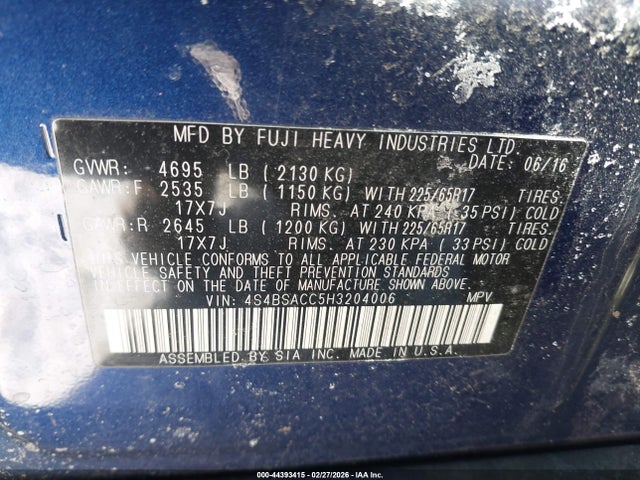 MFD BY FUJI HEAVY INDUSTRIES LTD.
DATE: 06/16
GVWR: 4695 LB (2130 KG)
GAWR:F 2535 LB (1150 KG) WITH 225/65R17 TIRES.
17X7J RIMS. AT 240 KPA (35 PSI) COLD
GAWR:R 2645 LB (1200 KG) WITH 225/65R17 TIRES.
17X7J RIMS. AT 230 KPA (33 PSI) COLD
THIS VEHICLE CONFORMS TO ALL APPLICABLE FEDERAL MOTOR
VEHICLE SAFETY AND THEFT PREVENTION STANDARDS
IN EFFECT ON THE DATE OF MANUFACTURE SHOWN ABOVE.
VIN: 4S4BSACC5H3204006 MPV
ASSEMBLED BY SIA INC. MADE IN U.S.A.
000-44393415 - 02/27/2026 - IAAI.COM